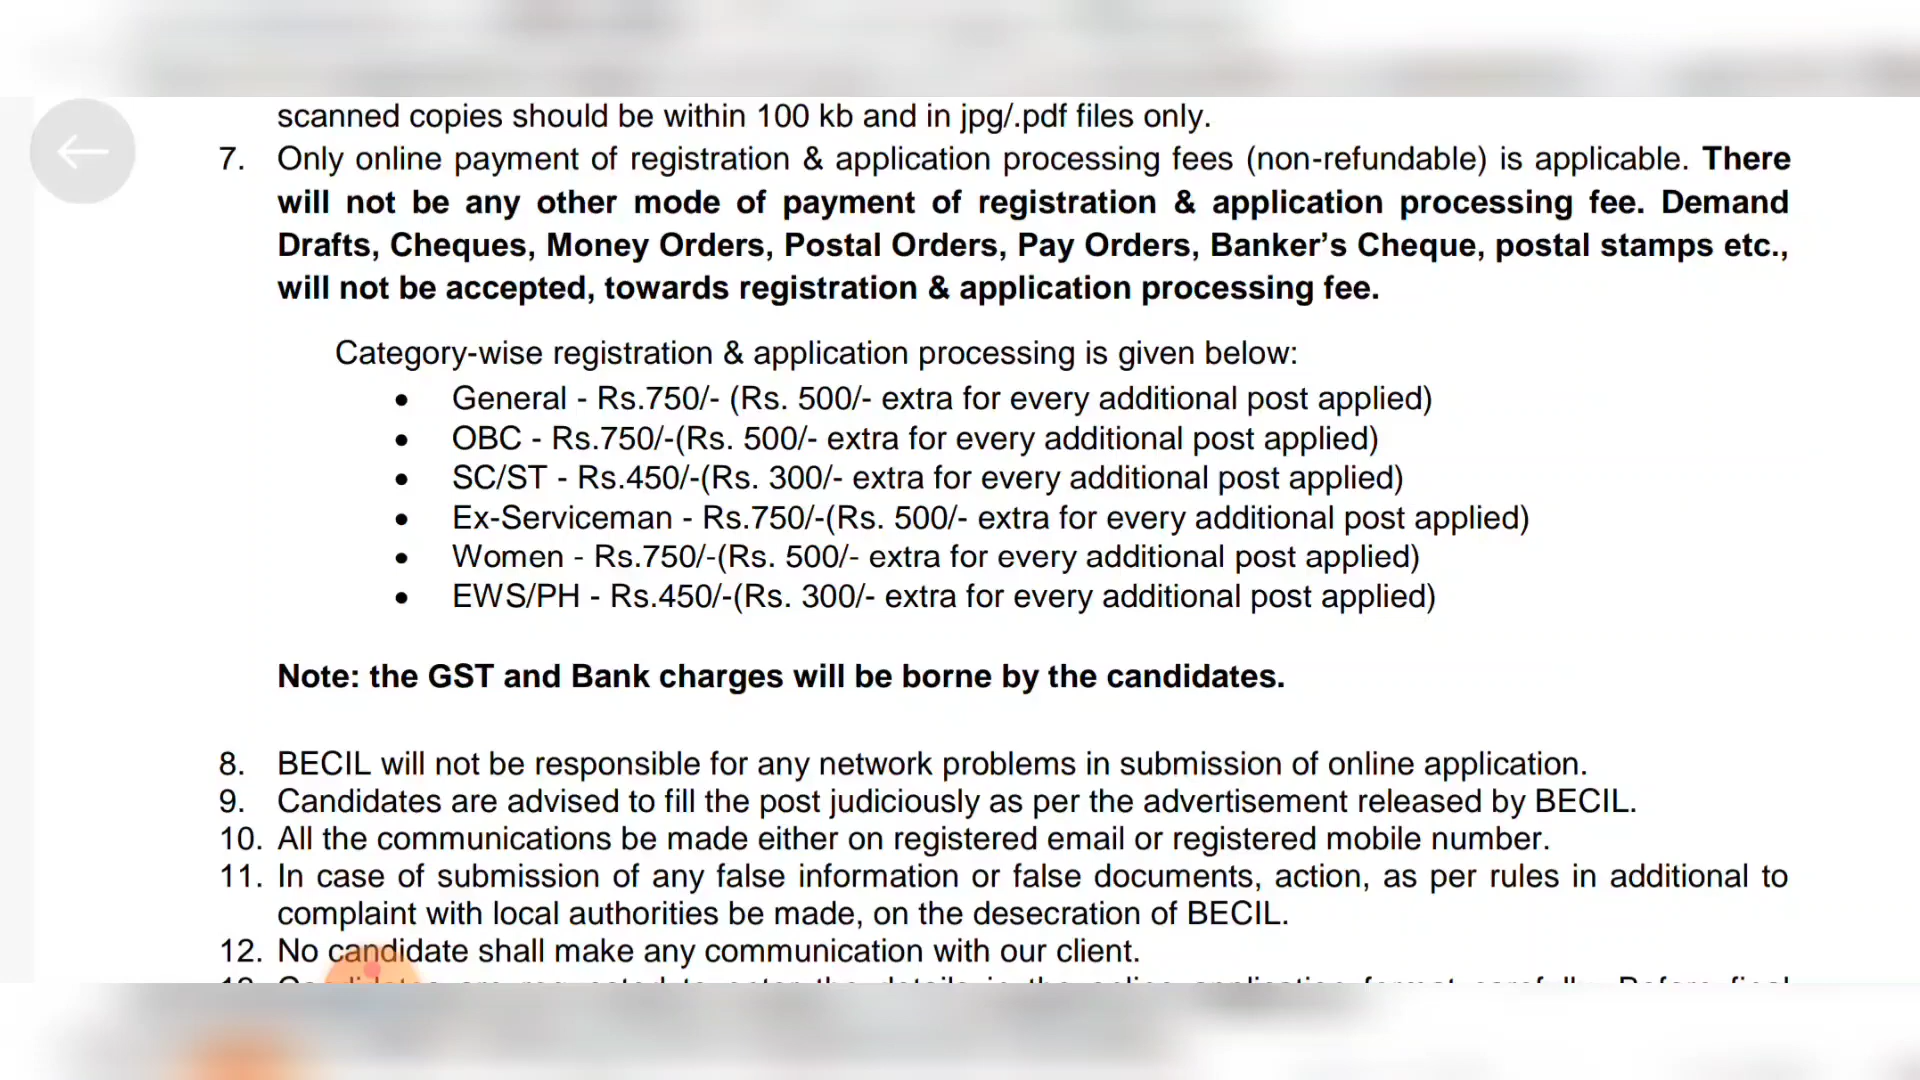 scanned copies should be within 100 kb and in jpg/.pdf files only.
7. Only online payment of registration & application processing fees (non-refundable) is applicable. There
will not be any other mode of payment of registration & application processing fee. Demand
Drafts, Cheques, Money Orders, Postal Orders, Pay Orders, Banker’s Cheque, postal stamps etc.,
will not be accepted, towards registration & application processing fee.
Category-wise registration & application processing is given below:
• General - Rs.750/- (Rs. 500/- extra for every additional post applied)
• OBC - Rs.750/-(Rs. 500/- extra for every additional post applied)
• SC/ST - Rs.450/-(Rs. 300/- extra for every additional post applied)
• Ex-Serviceman - Rs.750/-(Rs. 500/- extra for every additional post applied)
• Women - Rs.750/-(Rs. 500/- extra for every additional post applied)
• EWS/PH - Rs.450/-(Rs. 300/- extra for every additional post applied)
Note: the GST and Bank charges will be borne by the candidates.
8. BECIL will not be responsible for any network problems in submission of online application.
9. Candidates are advised to fill the post judiciously as per the advertisement released by BECIL.
10. All the communications be made either on registered email or registered mobile number.
11. In case of submission of any false information or false documents, action, as per rules in additional to
complaint with local authorities be made, on the desecration of BECIL.
12. No candidate shall make any communication with our client.